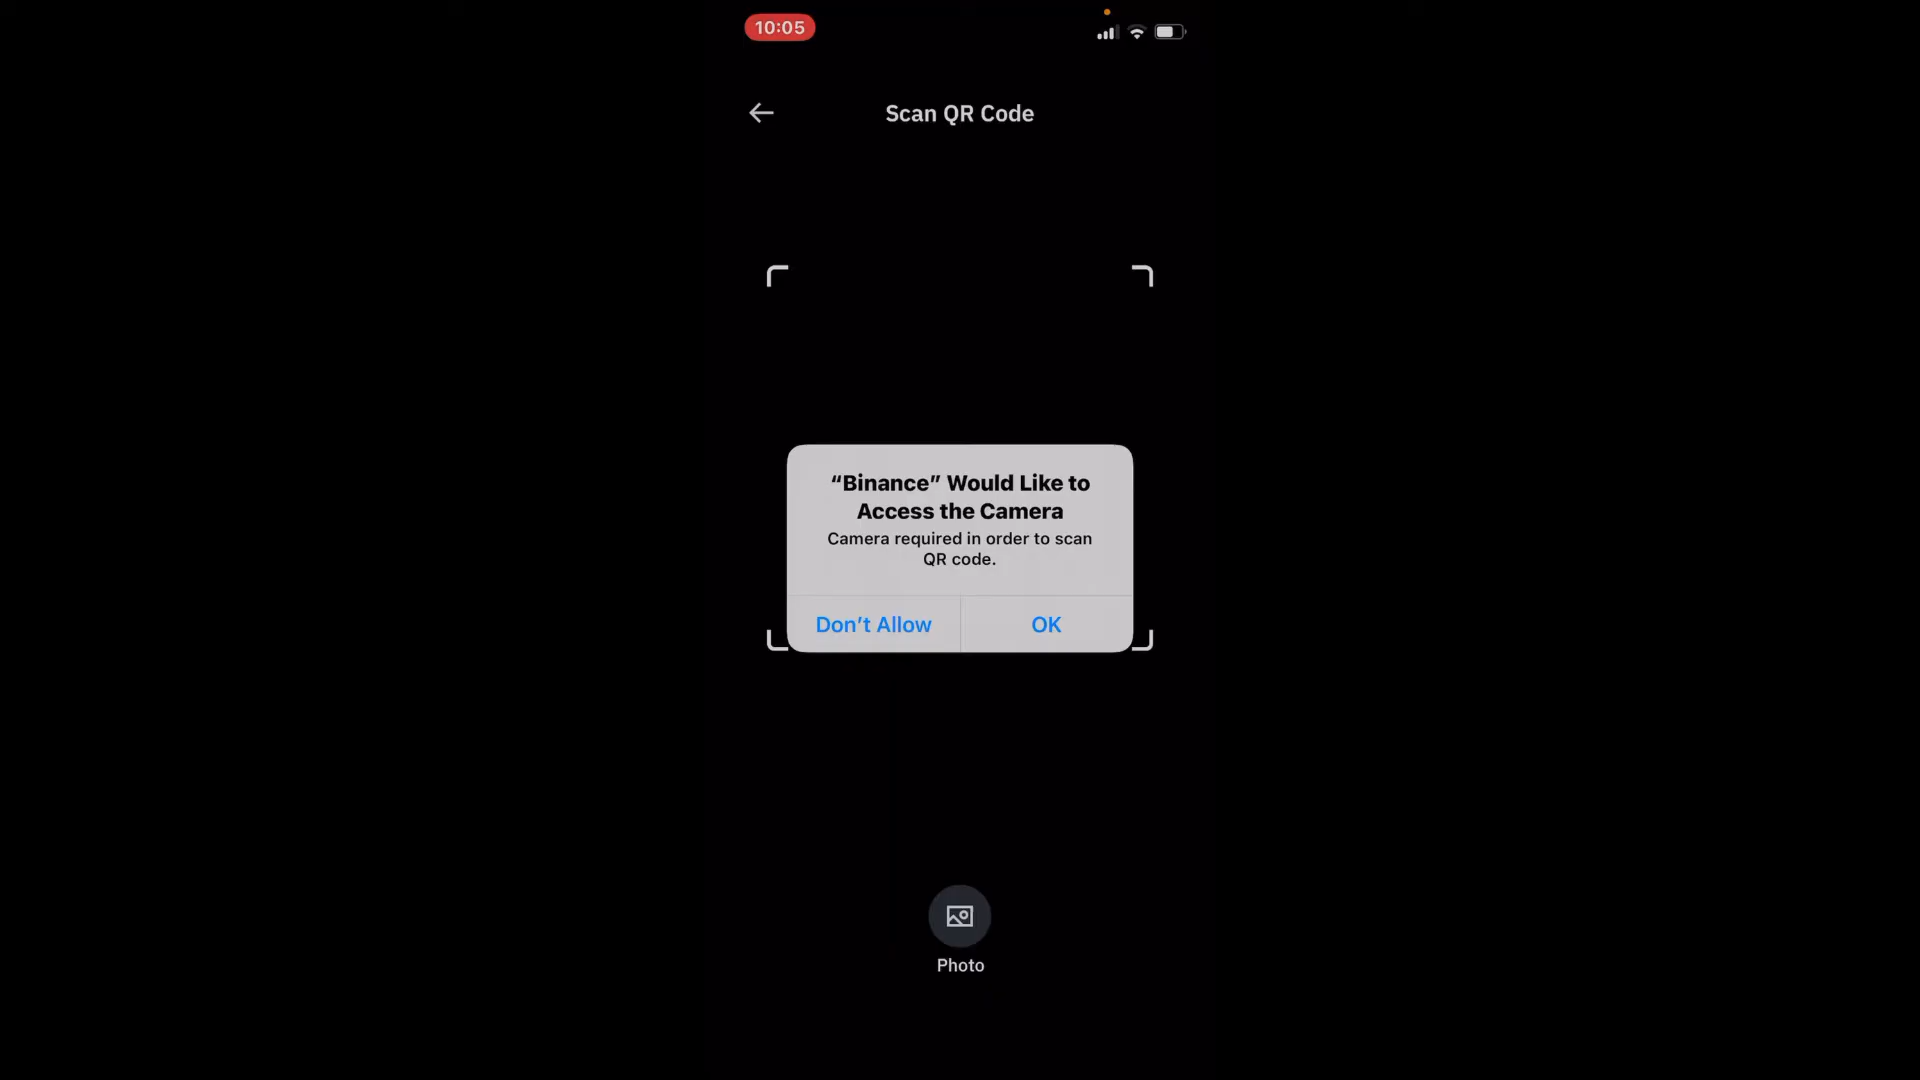 10:05
Scan QR Code
“Binance” Would Like to
Access the Camera
Camera required in order to scan
QR code.
Don’t Allow
OK
Photo